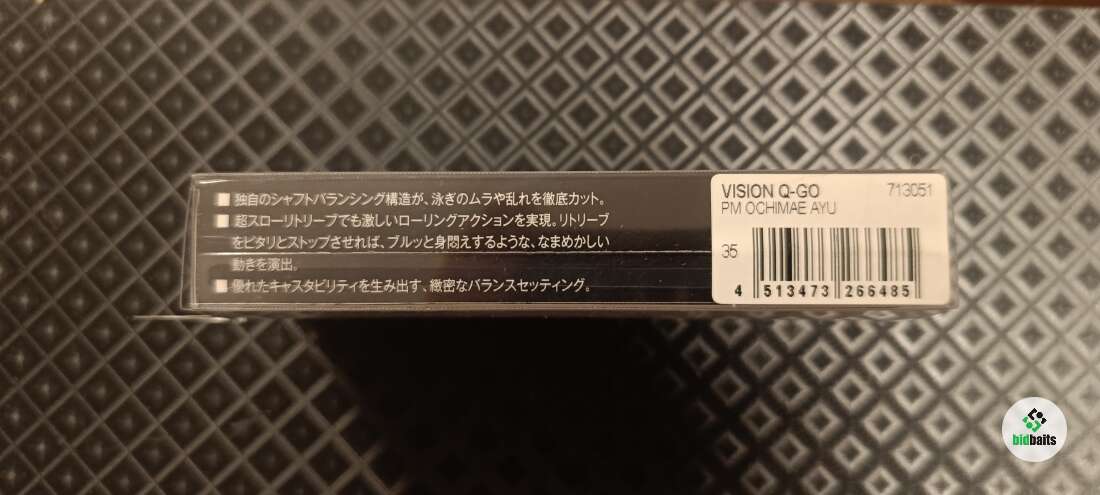 ■ 独自のシャフトバランシング構造が、泳ぎのムラや乱れを徹底カット。
■ 超スローリトリーブでも激しいローリングアクションを実現。リトリーブ
をピタリとストップさせれば、ブルッと身悶えするような、なまめかしい
動きを演出。
■ 優れたキャスタビリティを生み出す、緻密なバランスセッティング。
VISION Q-GO 713051
PM OCHIMAE AYU
35
4 513473 266485
bidbaits